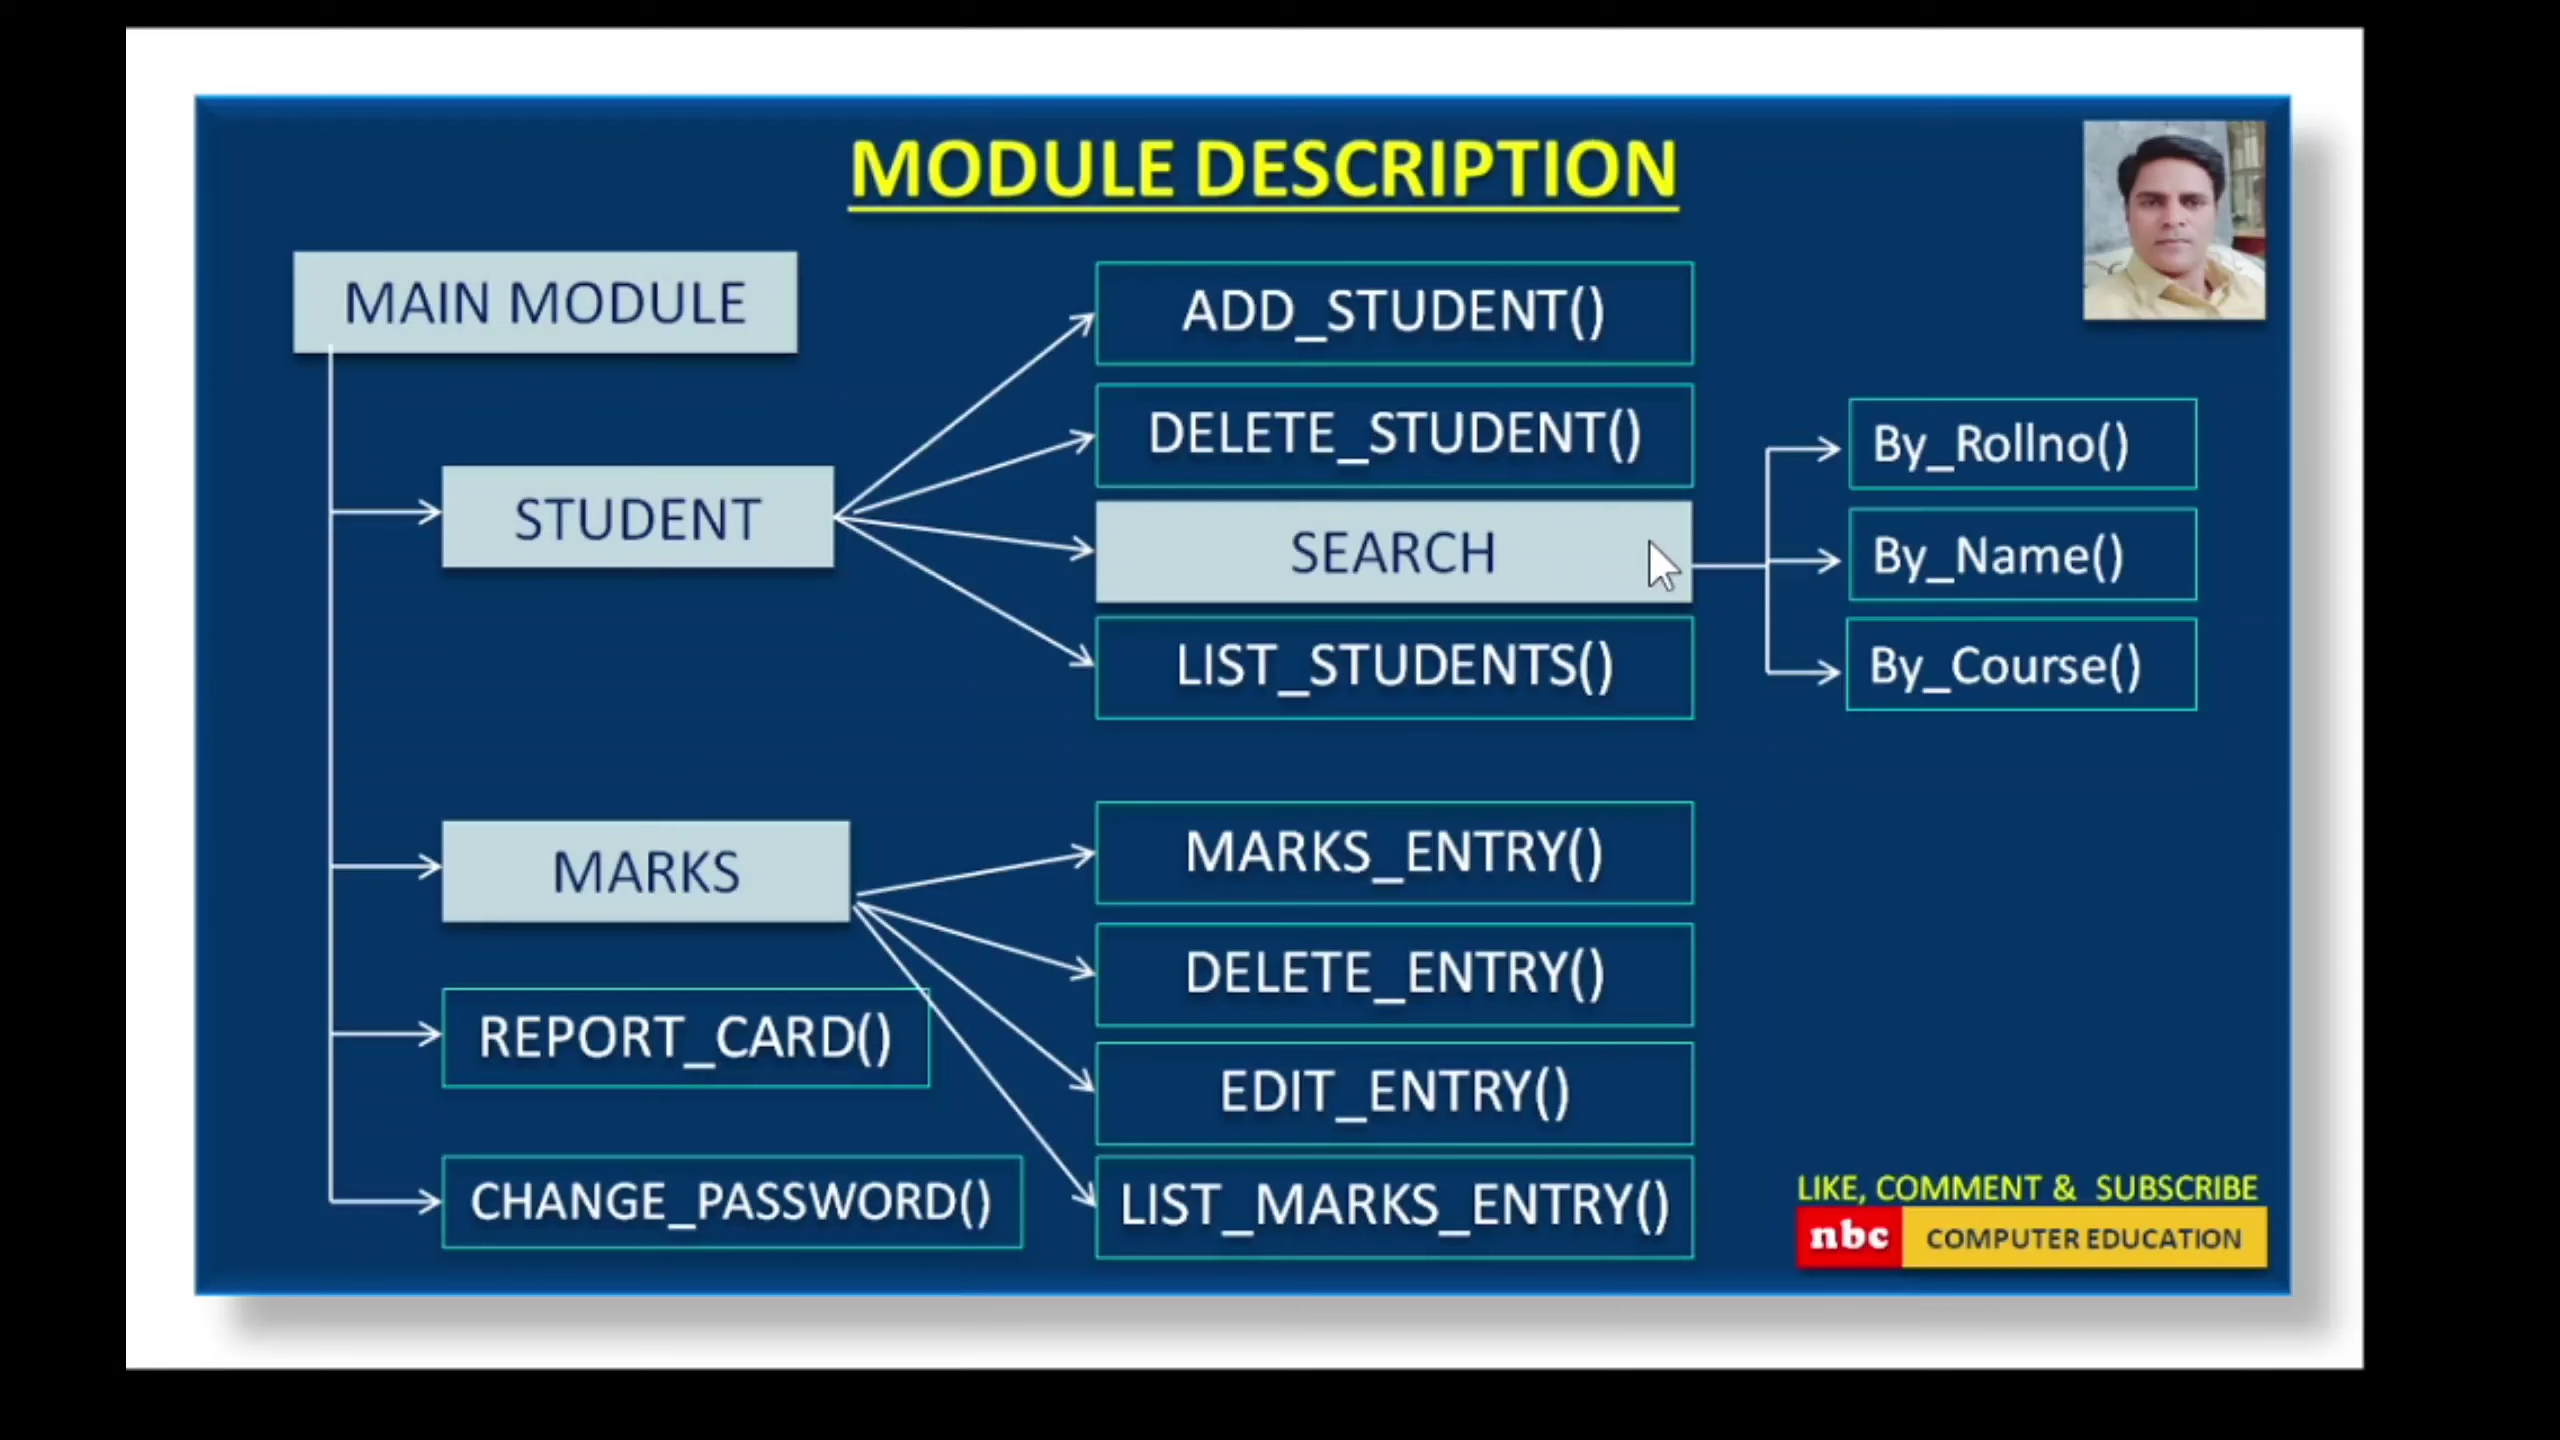 MODULE DESCRIPTION
MAIN MODULE
STUDENT
ADD_STUDENT()
DELETE_STUDENT()
SEARCH
LIST_STUDENTS()
By_Rollno()
By_Name()
By_Course()
MARKS
MARKS_ENTRY()
DELETE_ENTRY()
EDIT_ENTRY()
LIST_MARKS_ENTRY()
REPORT_CARD()
CHANGE_PASSWORD()
LIKE, COMMENT & SUBSCRIBE
nbc COMPUTER EDUCATION